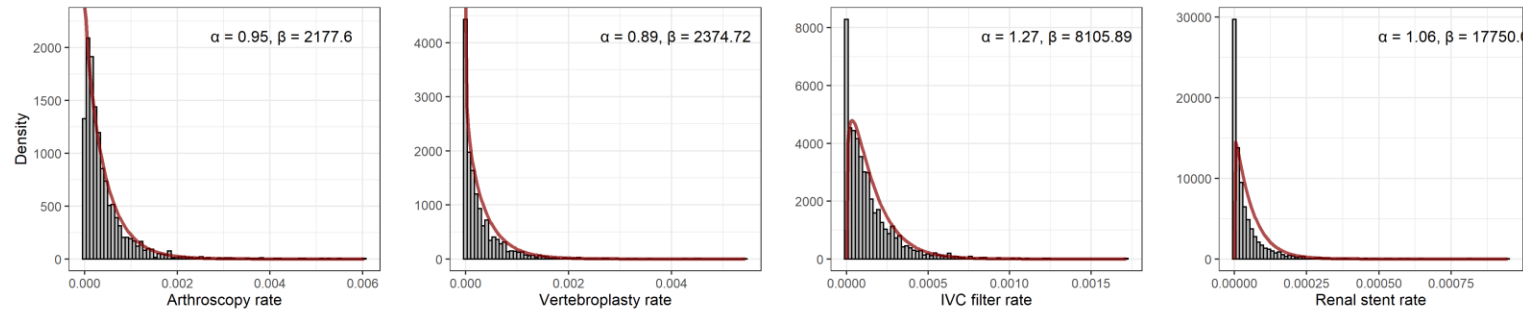 Density
2000
1500
1000
500
0
α = 0.95, β = 2177.6
0.000 0.002 0.004 0.006
Arthroscopy rate
4000
3000
2000
1000
0
α = 0.89, β = 2374.72
0.000 0.002 0.004
Vertebroplasty rate
8000
6000
4000
2000
0
α = 1.27, β = 8105.89
0.0000 0.0005 0.0010 0.0015
IVC filter rate
30000
20000
10000
0
α = 1.06, β = 17750.
0.00000 0.00025 0.00050 0.00075
Renal stent rate